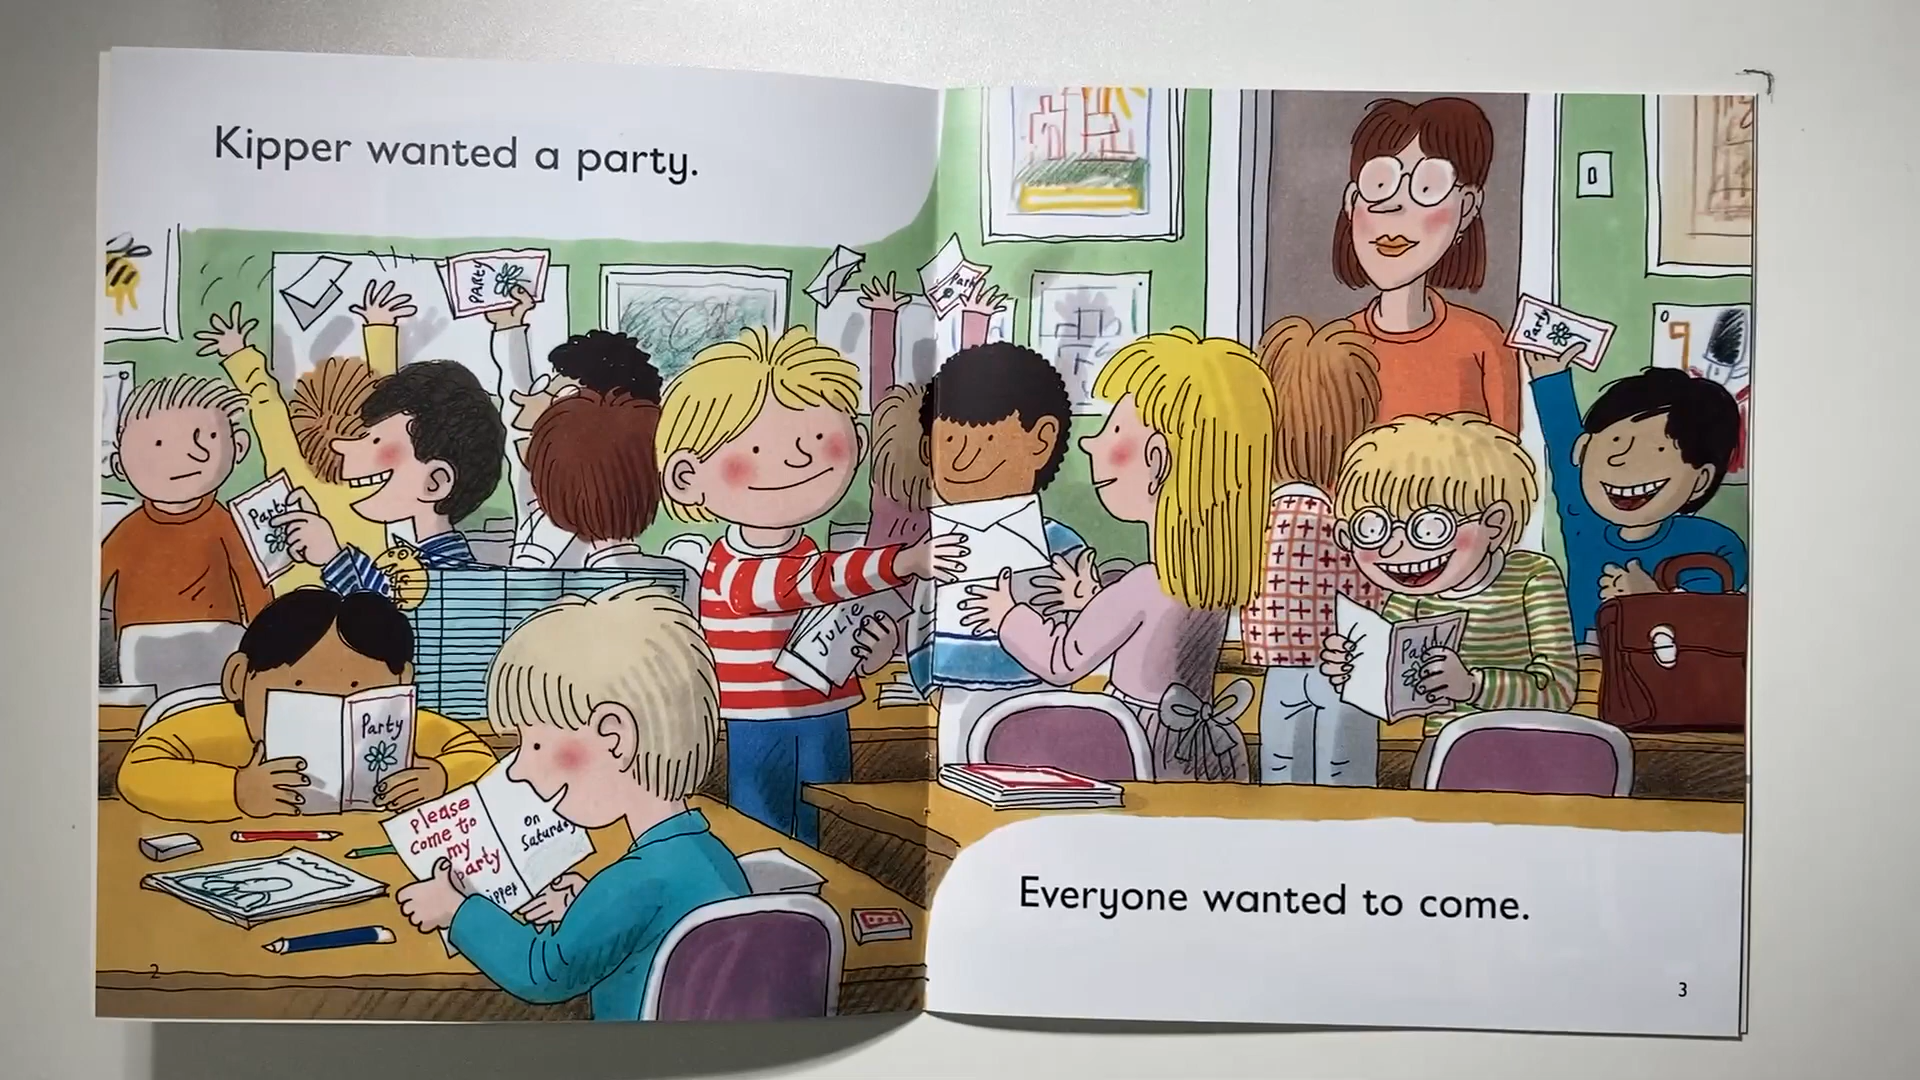 Kipper wanted a party.
PARTY
Party
Party
Party
Party
Julie
Please
come to
my
party
on
Saturday
2
Everyone wanted to come.
3